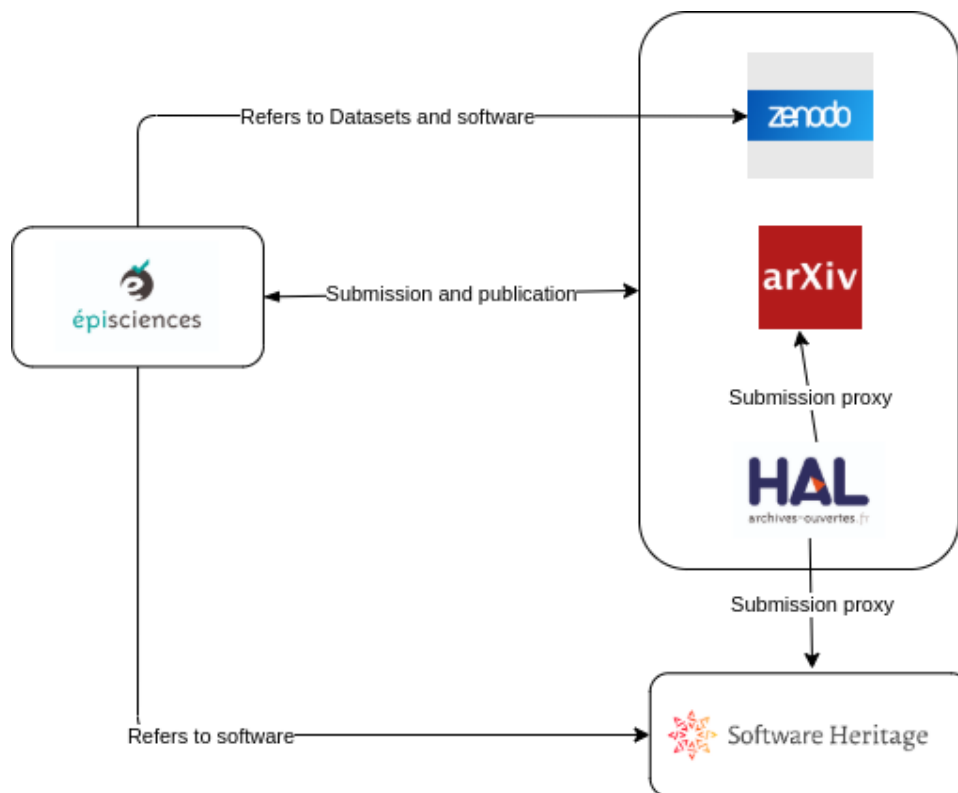 zenodo
Refers to Datasets and software
arXiv
épisciences
Submission and publication
Submission proxy
HAL
archives-ouvertes.fr
Submission proxy
Refers to software
Software Heritage